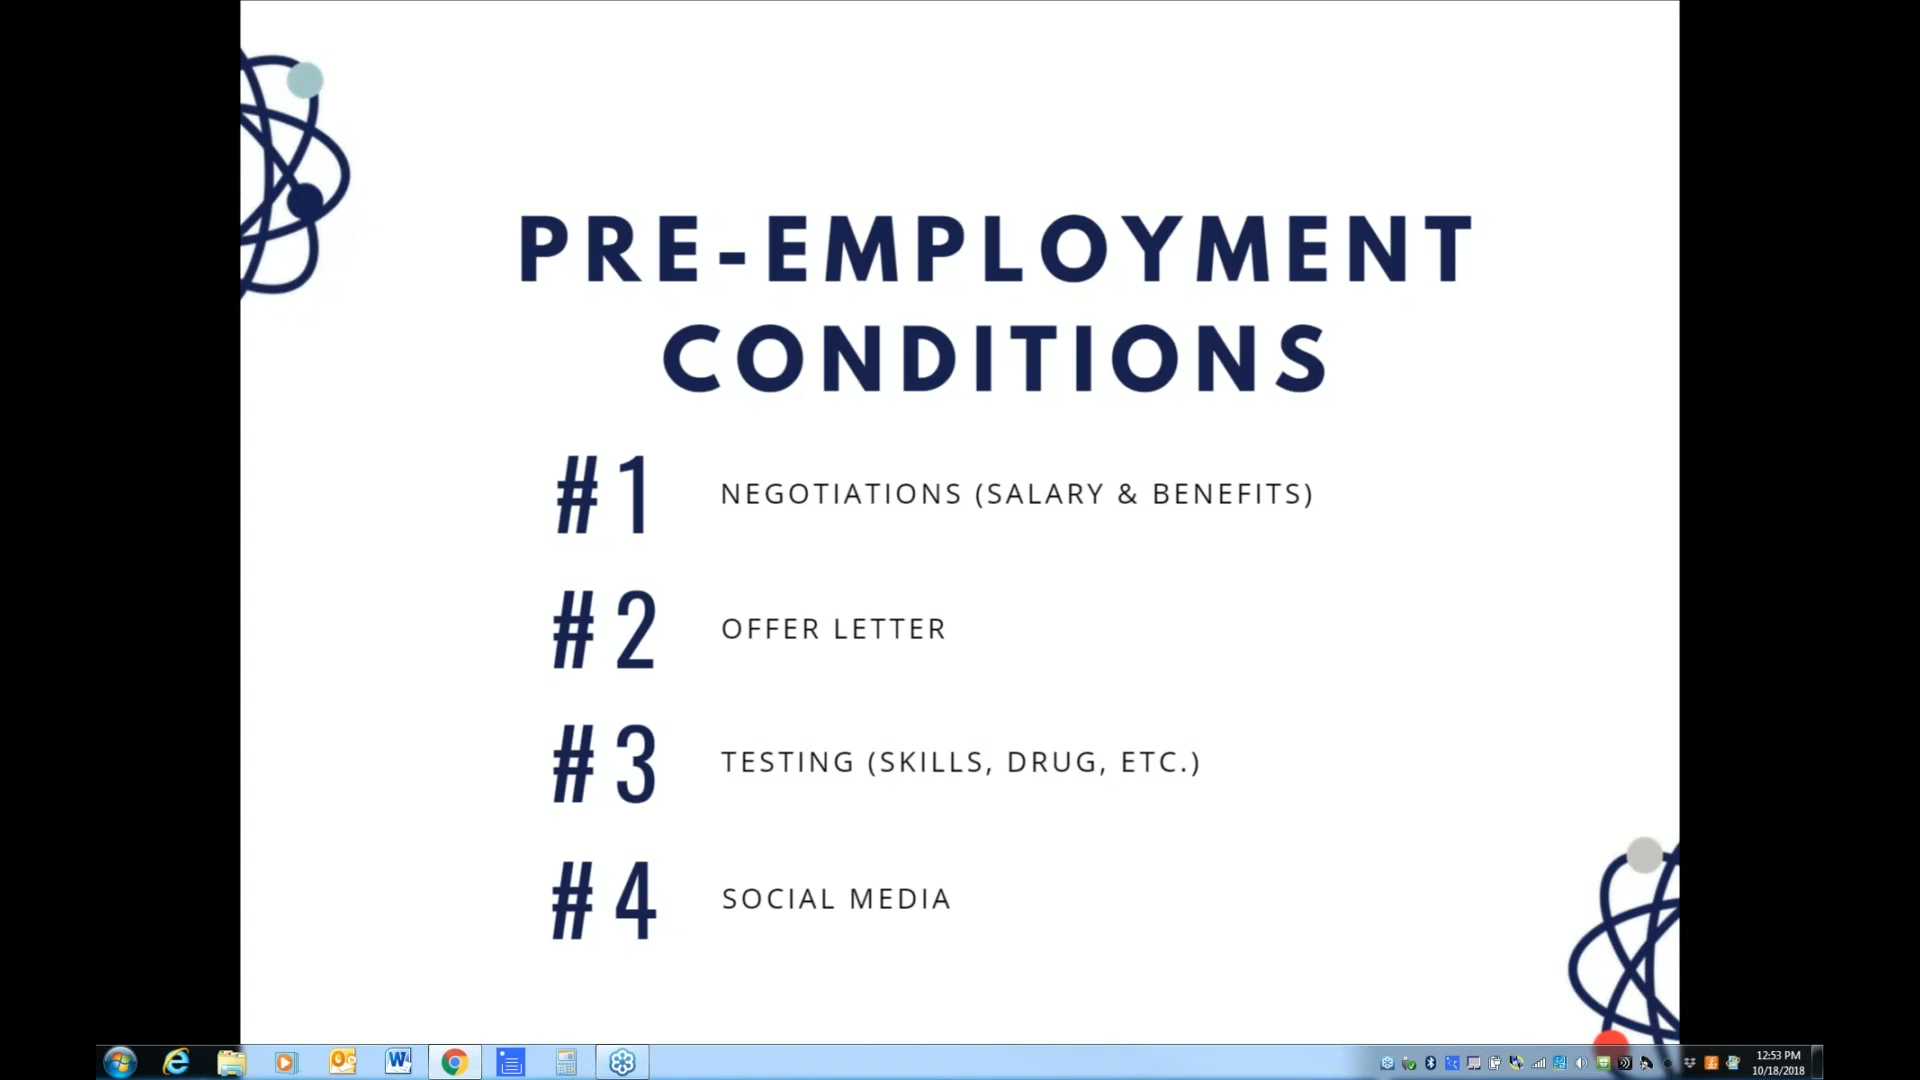 PRE-EMPLOYMENT
CONDITIONS
#1 NEGOTIATIONS (SALARY & BENEFITS)
#2 OFFER LETTER
#3 TESTING (SKILLS, DRUG, ETC.)
#4 SOCIAL MEDIA
12:53 PM
10/18/2018